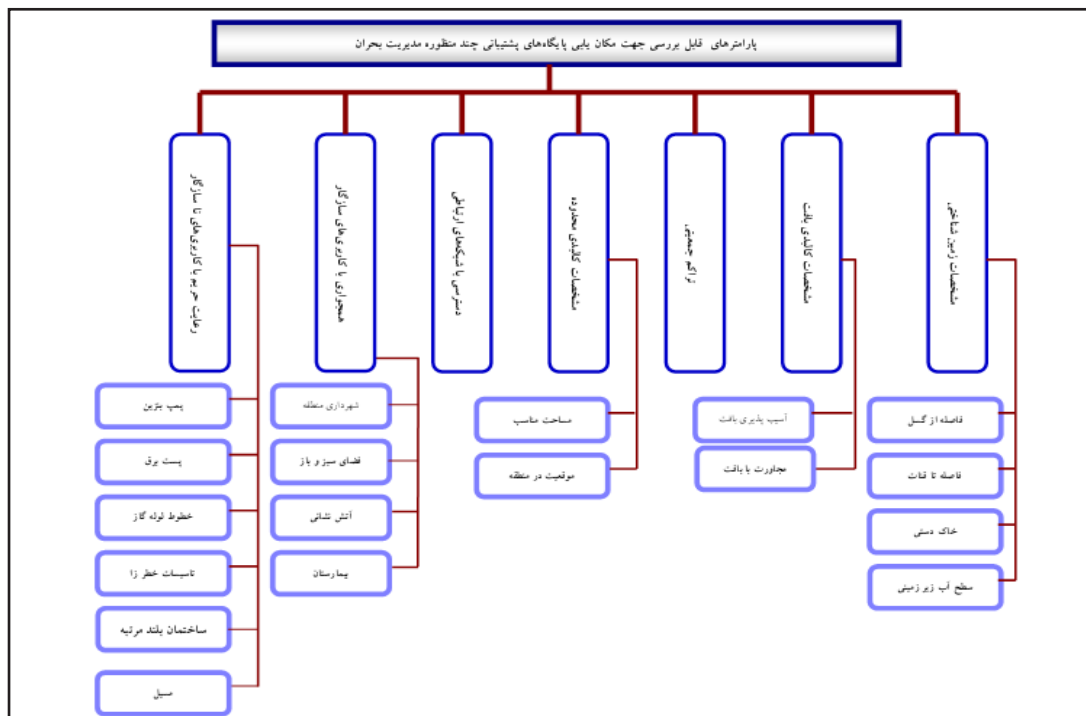 پارامترهای قابل بررسی جهت مکان یابی پایگاه‌های پشتیبانی چند منظوره مدیریت بحران
مشخصات زمین شناختی
فاصله از گسل
فاصله تا قنات
خاک دستی
سطح آب زیر زمینی
مشخصات کالبدی بافت
آسیب پذیری بافت
مجاورت با بافت
تراکم جمعیتی
مشخصات کالبدی محدوده
مساحت مناسب
موقعیت در منطقه
دسترسی با شبکه‌های ارتباطی
همجواری با کاربری‌های سازگار
شهرداری منطقه
فضای سبز و باز
آتش نشانی
بیمارستان
رعایت حریم با کاربری‌های نا سازگار
پمپ بنزین
پست برق
خطوط لوله گاز
تاسیسات خطر زا
ساختمان بلند مرتبه
مسیل